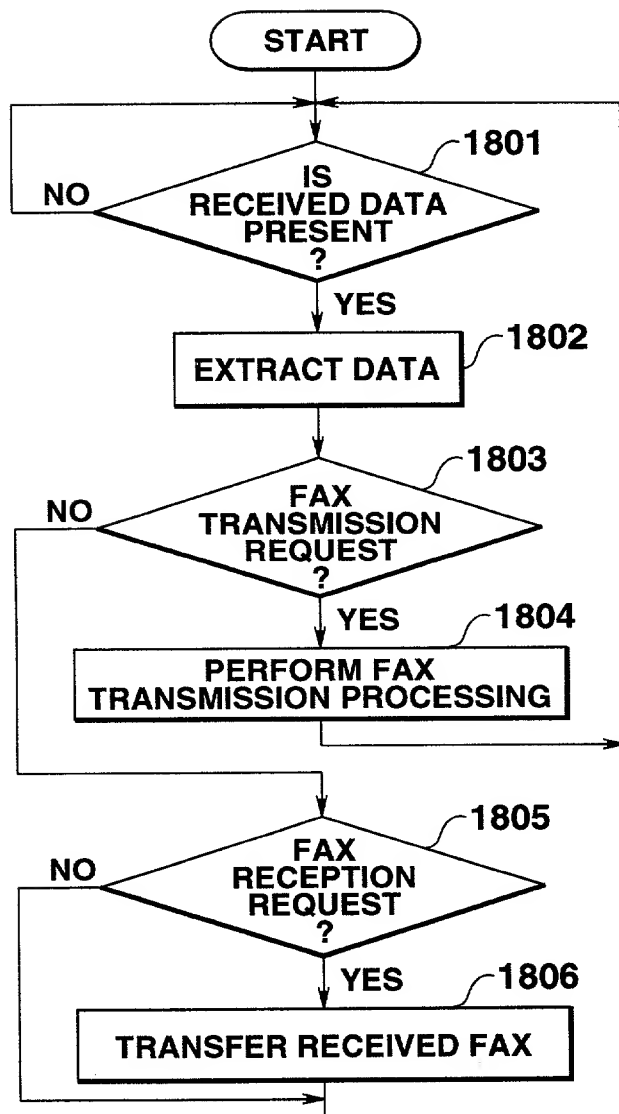 START
1801
IS
RECEIVED DATA
PRESENT
?
NO
YES
1802
EXTRACT DATA
1803
FAX
TRANSMISSION
REQUEST
?
NO
YES
1804
PERFORM FAX
TRANSMISSION PROCESSING
1805
FAX
RECEPTION
REQUEST
?
NO
YES
1806
TRANSFER RECEIVED FAX